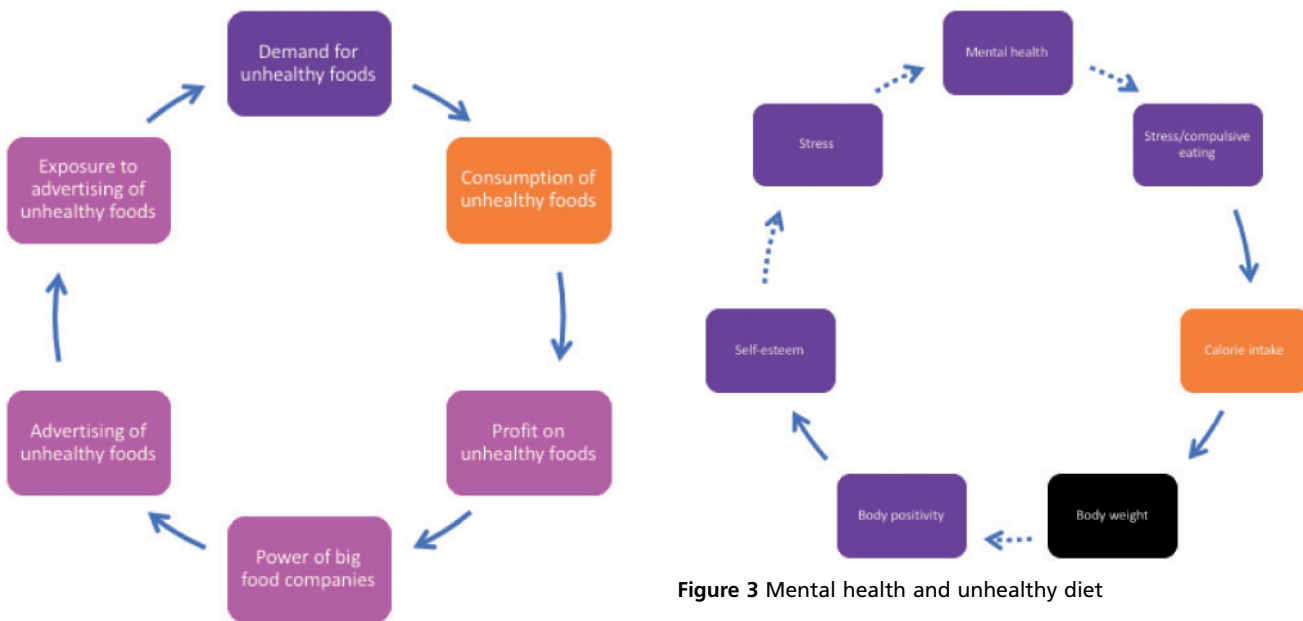 Demand for
unhealthy foods
Consumption of
unhealthy foods
Profit on
unhealthy foods
Power of big
food companies
Advertising of
unhealthy foods
Exposure to
advertising of
unhealthy foods
Mental health
Stress/compulsive
eating
Calorie intake
Body weight
Body positivity
Self-esteem
Stress
Figure 3 Mental health and unhealthy diet